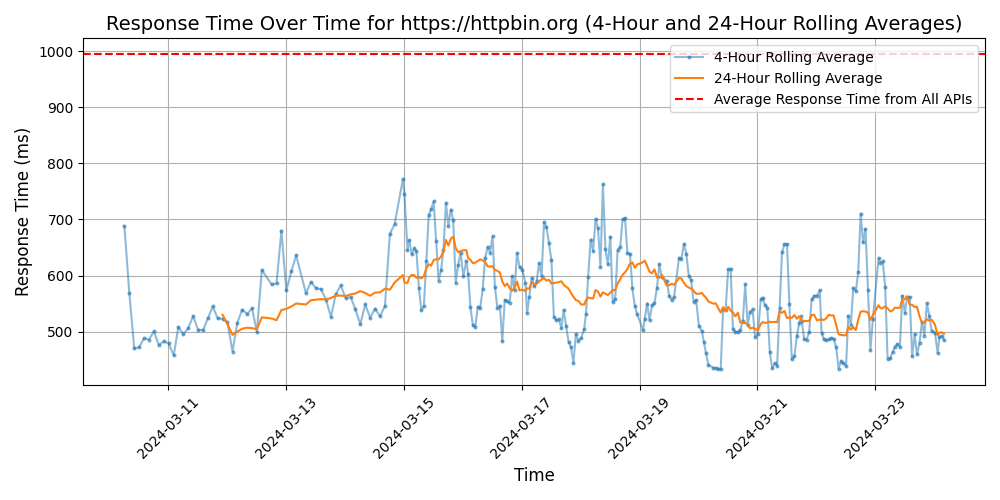 Response Time Over Time for https://httpbin.org (4-Hour and 24-Hour Rolling Averages)
4-Hour Rolling Average
24-Hour Rolling Average
Average Response Time from All APIs
Response Time (ms)
1000
900
800
700
600
500
2024-03-11
2024-03-13
2024-03-15
2024-03-17
2024-03-19
2024-03-21
2024-03-23
Time